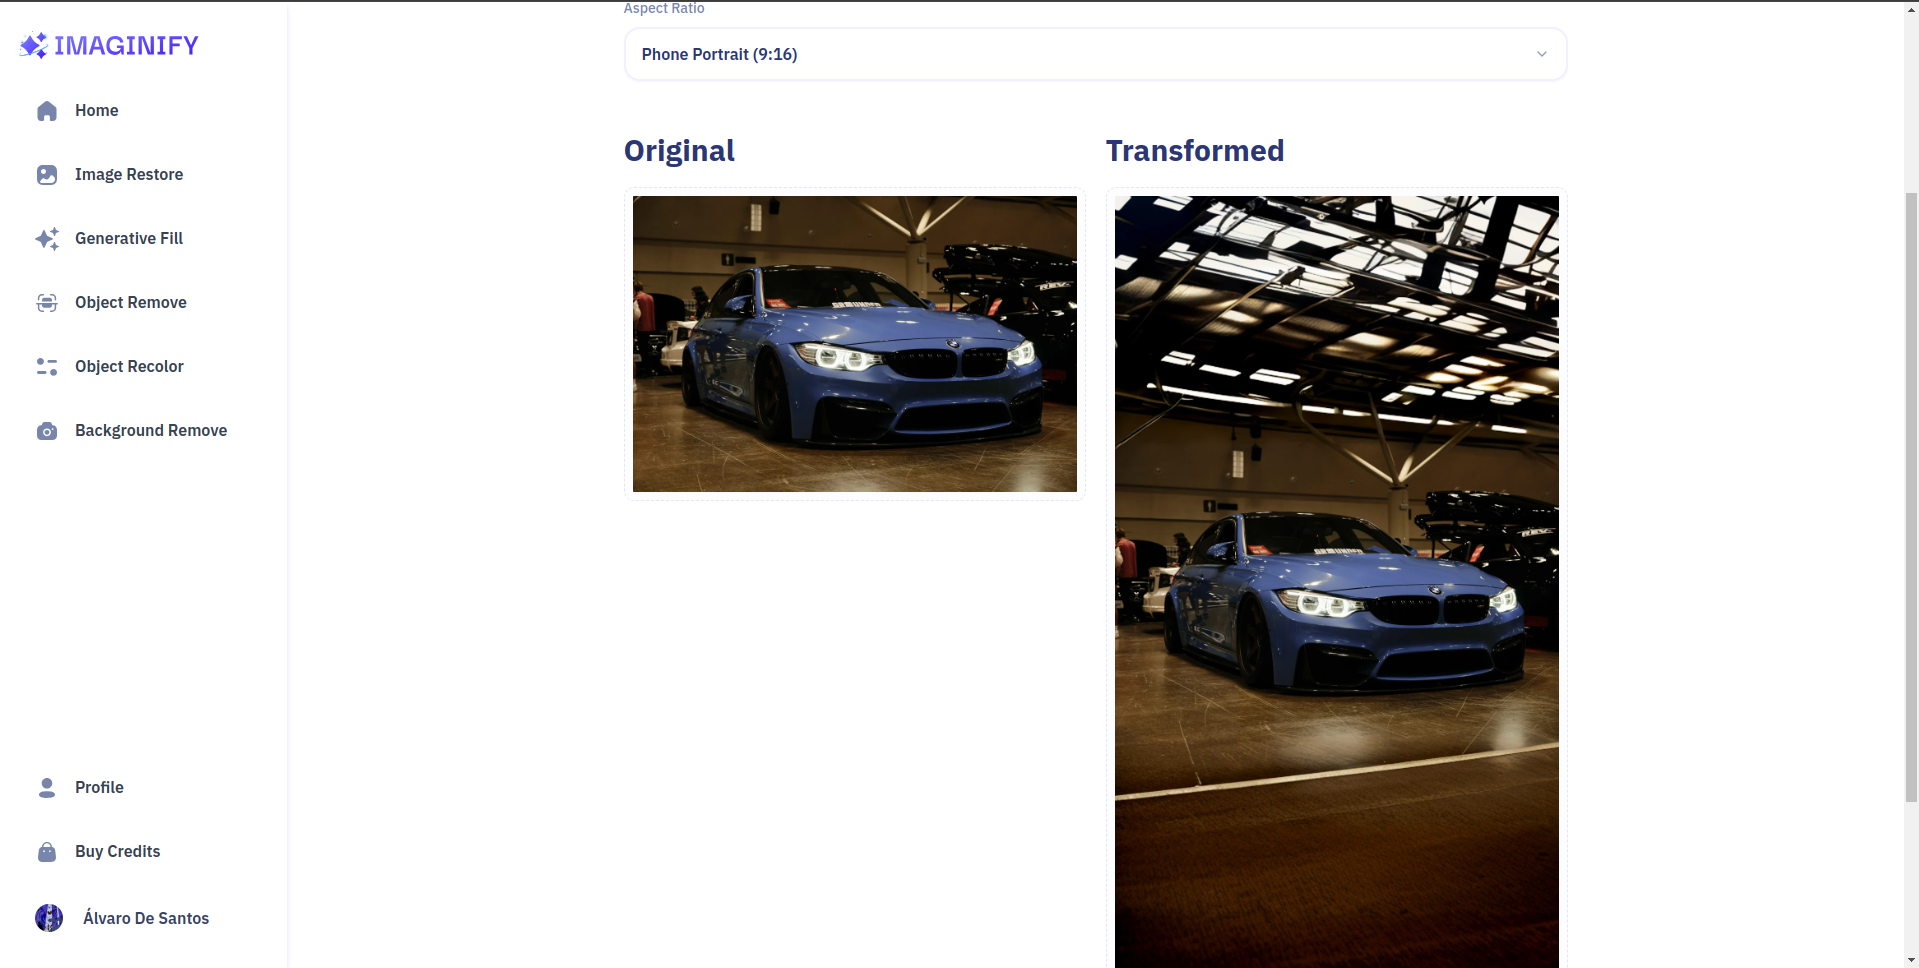 Aspect Ratio
IMAGINIFY
Phone Portrait (9:16)
Home
Original
Transformed
Image Restore
Generative Fill
Object Remove
Object Recolor
Background Remove
Profile
Buy Credits
Álvaro De Santos